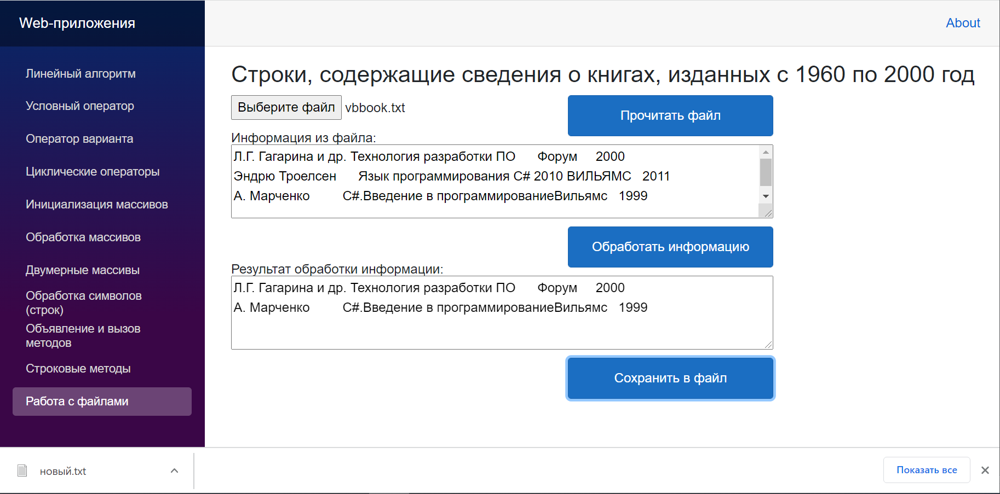 Web-приложения
About
Линейный алгоритм
Условный оператор
Оператор варианта
Циклические операторы
Инициализация массивов
Обработка массивов
Двумерные массивы
Обработка символов
(строк)
Объявление и вызов
методов
Строковые методы
Работа с файлами
Строки, содержащие сведения о книгах, изданных с 1960 по 2000 год
Выберите файл vbbook.txt
Прочитать файл
Информация из файла:
Л.Г. Гагарина и др. Технология разработки ПО Форум 2000
Эндрю Троелсен Язык программирования C# 2010 ВИЛЬЯМС 2011
А. Марченко C#.Введение в программированиеВильямс 1999
Обработать информацию
Результат обработки информации:
Л.Г. Гагарина и др. Технология разработки ПО Форум 2000
А. Марченко C#.Введение в программированиеВильямс 1999
Сохранить в файл
новый.txt
Показать все